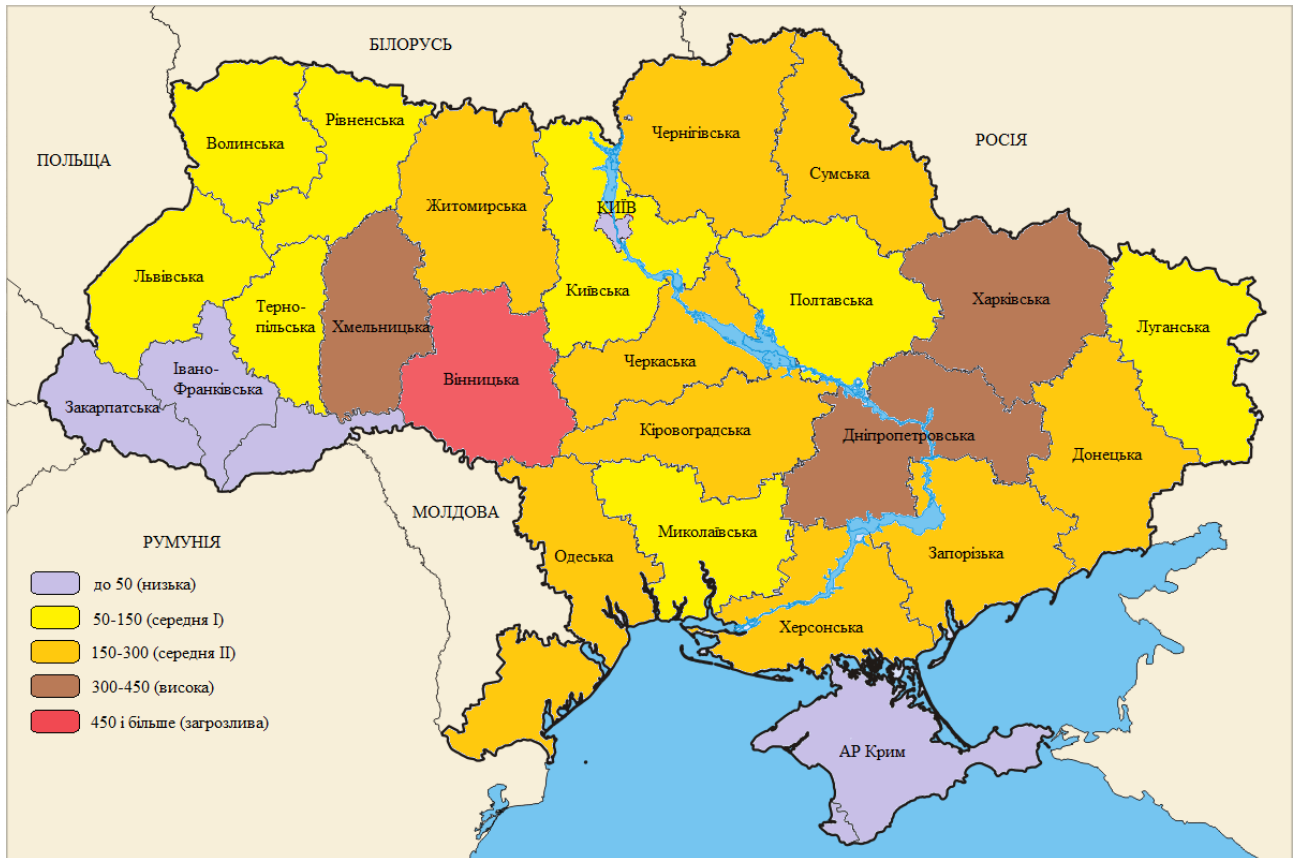 БІЛОРУСЬ
ПОЛЬЩА
РОСІЯ
Волинська
Рівненська
Житомирська
Чернігівська
Сумська
КИЇВ
Київська
Львівська
Терно-
пільська
Хмельницька
Вінницька
Івано-
Франківська
Закарпатська
Черкаська
Полтавська
Харківська
Луганська
Кіровоградська
Дніпропетровська
Донецька
МОЛДОВА
РУМУНІЯ
Одеська
Миколаївська
Запорізька
Херсонська
АР Крим
до 50 (низька)
50-150 (середня І)
150-300 (середня ІІ)
300-450 (висока)
450 і більше (загрозлива)